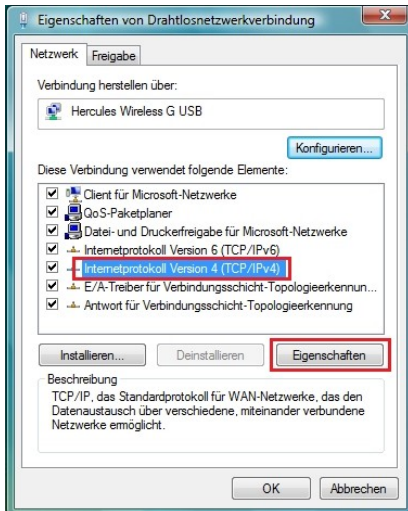 Eigenschaften von Drahtlosnetzwerkverbindung
Netzwerk Freigabe
Verbindung herstellen über:
Hercules Wireless G USB
Konfigurieren...
Diese Verbindung verwendet folgende Elemente:
Client für Microsoft-Netzwerke
QoS-Paketplaner
Datei- und Druckerfreigabe für Microsoft-Netzwerke
Internetprotokoll Version 6 (TCP/IPv6)
Internetprotokoll Version 4 (TCP/IPv4)
E/A-Treiber für Verbindungsschicht-Topologieerkennun...
Antwort für Verbindungsschicht-Topologieerkennung
Installieren... Deinstallieren Eigenschaften
Beschreibung
TCP/IP, das Standardprotokoll für WAN-Netzwerke, das den
Datenaustausch über verschiedene, miteinander verbundene
Netzwerke ermöglicht.
OK Abbrechen